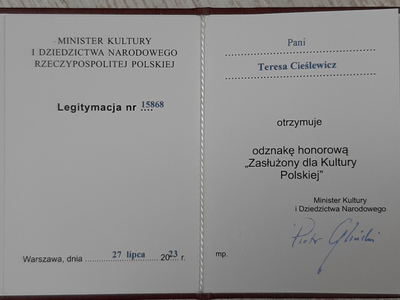 MINISTER KULTURY
I DZIEDZICTWA NARODOWEGO
RZECZYPOSPOLITEJ POLSKIEJ
Legitymacja nr 15868
Warszawa, dnia 27 lipca 2023 r.
Pani
Teresa Cieślewicz
otrzymuje
odznakę honorową
„Zasłużony dla Kultury
Polskiej”
Minister Kultury
i Dziedzictwa Narodowego
Piotr Gliński
mp.